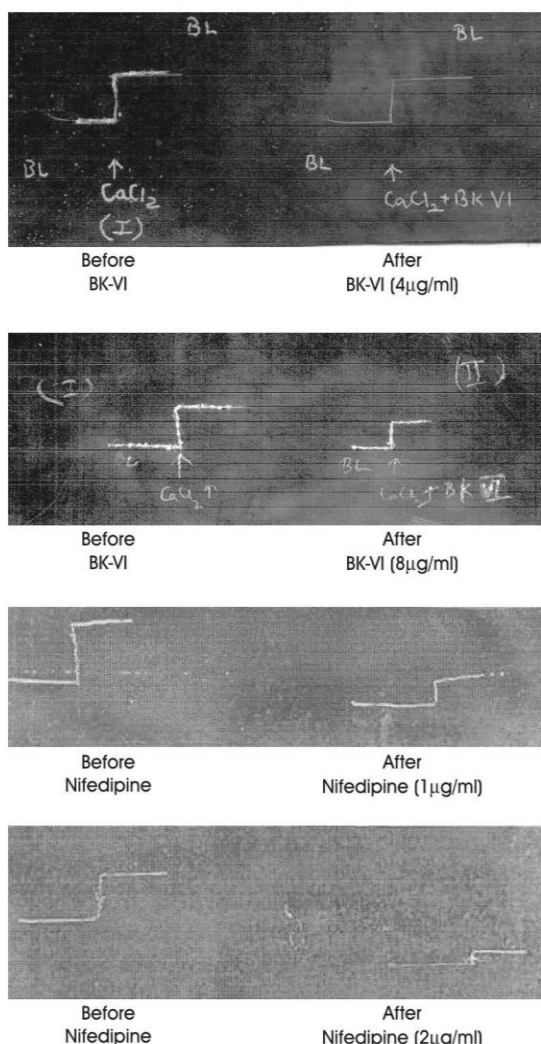 BL
BL
BL
BL
CaCl2
(I)
CaCl2 + BK VI
Before
BK-VI
After
BK-VI (4µg/ml)
(I)
(II)
BL
BL
CaCl2 ↑
CaCl2 + BK VI
Before
BK-VI
After
BK-VI (8µg/ml)
Before
Nifedipine
After
Nifedipine (1µg/ml)
Before
Nifedipine
After
Nifedipine (2µg/ml)